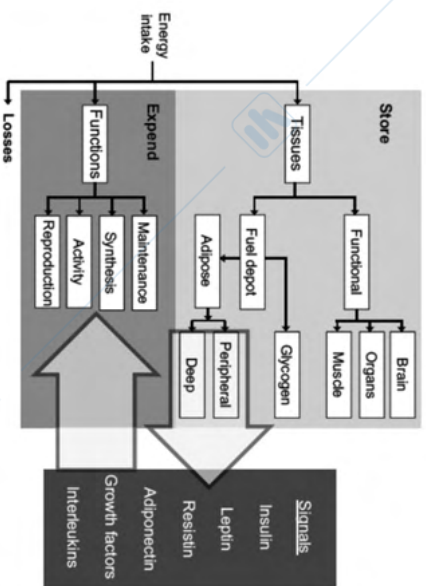 Energy
intake
Store
Tissues
Functional
Brain
Organs
Muscle
Fuel depot
Glycogen
Adipose
Peripheral
Deep
Expend
Functions
Maintenance
Synthesis
Activity
Reproduction
Losses
Signals
Insulin
Leptin
Resistin
Adiponectin
Growth factors
Interleukins